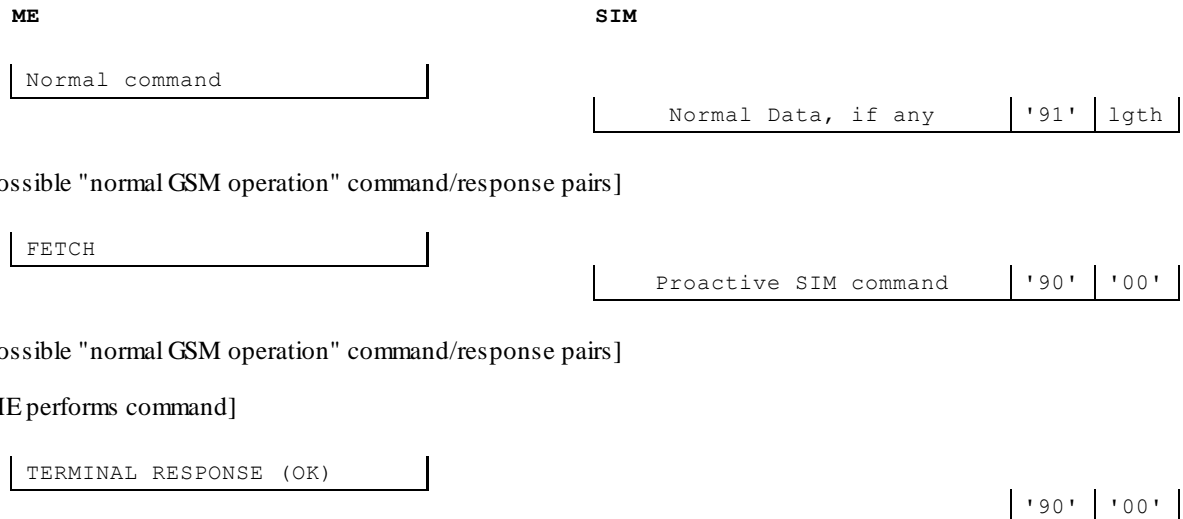 ME SIM
Normal command
Normal Data, if any '91' lgth
ossible "normal GSM operation" command/response pairs]
FETCH
Proactive SIM command '90' '00'
ossible "normal GSM operation" command/response pairs]
IE performs command]
TERMINAL RESPONSE (OK)
'90' '00'